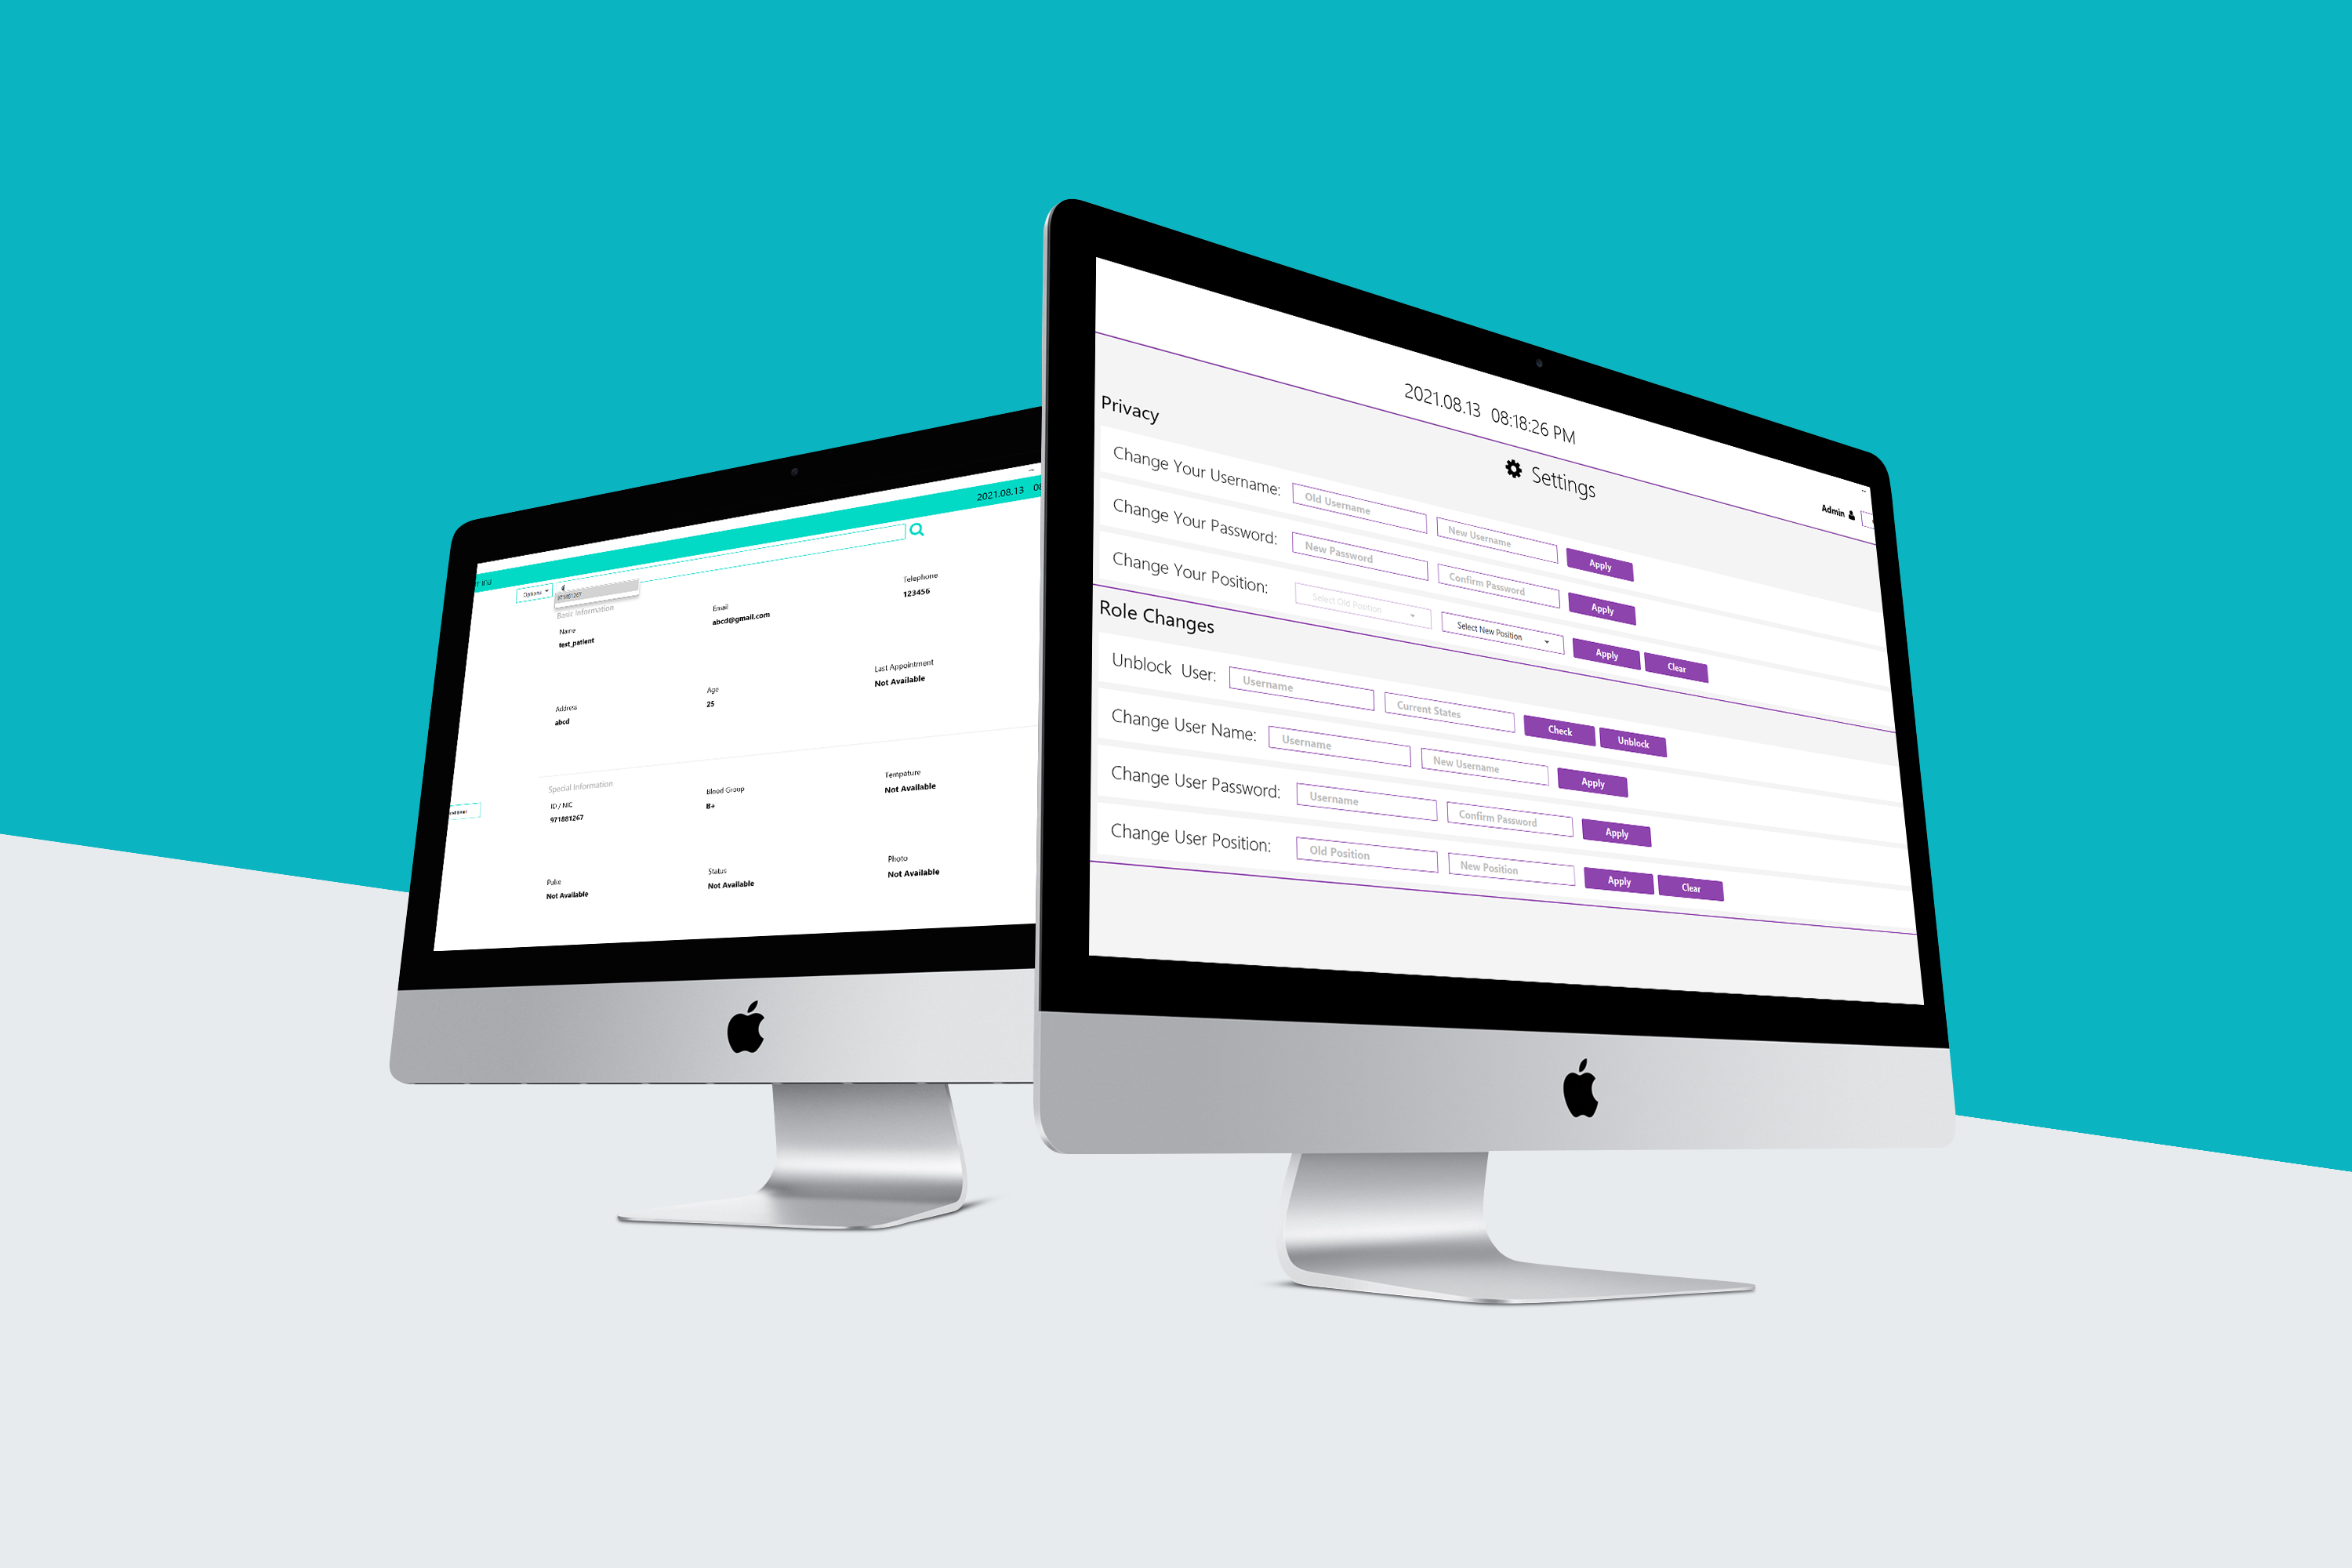 2021.08.13
Options
971881267
Basic Information
Name
test_patient
Email
abcd@gmail.com
Telephone
123456
Address
abcd
Age
25
Last Appointment
Not Available
Special Information
ID / NIC
971881267
Blood Group
B+
Tempature
Not Available
Pulse
Not Available
Status
Not Available
Photo
Not Available
2021.08.13 08:18:26 PM
Settings
Admin
Privacy
Change Your Username: Old Username New Username Apply
Change Your Password: New Password Confirm Password Apply
Change Your Position: Select Old Position Select New Position Apply Clear
Role Changes
Unblock User: Username Current States Check Unblock
Change User Name: Username New Username Apply
Change User Password: Username Confirm Password Apply
Change User Position: Old Position New Position Apply Clear